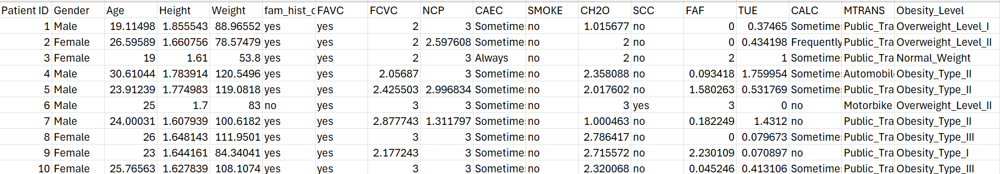 Patient ID Gender Age Height Weight fam_hist_c FAVC FCVC NCP CAEC SMOKE CH2O SCC FAF TUE CALC MTRANS Obesity_Level
1 Male 19.11498 1.855543 88.96552 yes yes 2 3 Sometime no 1.015677 no 0 0.37465 Sometime Public_Tra Overweight_Level_I
2 Female 26.59589 1.660756 78.57479 yes yes 2 2.597608 Sometime no 2 no 0 0.434198 Frequently Public_Tra Overweight_Level_II
3 Female 19 1.61 53.8 yes yes 2 3 Always no 2 no 2 1 Sometime Public_Tra Normal_Weight
4 Male 30.61044 1.783914 120.5496 yes yes 2.05687 3 Sometime no 2.358088 no 0.093418 1.759954 Sometime Automobil Obesity_Type_II
5 Male 23.91239 1.774983 119.0818 yes yes 2.425503 2.996834 Sometime no 2.017602 no 1.580263 0.531769 Sometime Public_Tra Obesity_Type_II
6 Male 25 1.7 83 no yes 3 3 Sometime no 3 yes 3 0 no Motorbike Overweight_Level_II
7 Male 24.00031 1.607939 100.6182 yes yes 2.877743 1.311797 Sometime no 1.000463 no 0.182249 1.4312 no Public_Tra Obesity_Type_II
8 Female 26 1.648143 111.9501 yes yes 3 3 Sometime no 2.786417 no 0 0.079673 Sometime Public_Tra Obesity_Type_III
9 Female 23 1.644161 84.34041 yes yes 2.177243 3 Sometime no 2.715572 no 2.230109 0.070897 no Public_Tra Obesity_Type_I
10 Female 25.76563 1.627839 108.1074 yes yes 3 3 Sometime no 2.320068 no 0.045246 0.413106 Sometime Public_Tra Obesity_Type_III